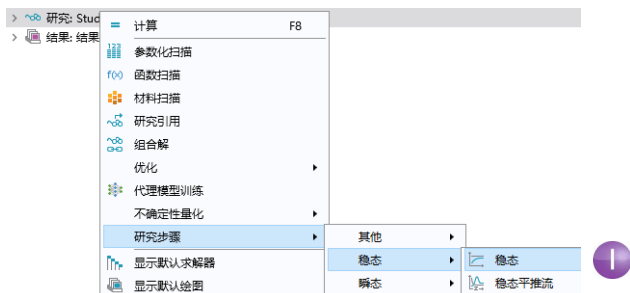 研究: Stud
结果: 结果
计算 F8
参数化扫描
f(x) 函数扫描
材料扫描
研究引用
组合解
优化
代理模型训练
不确定性量化
研究步骤
显示默认求解器
显示默认绘图
其他
稳态
瞬态
稳态
稳态平推流